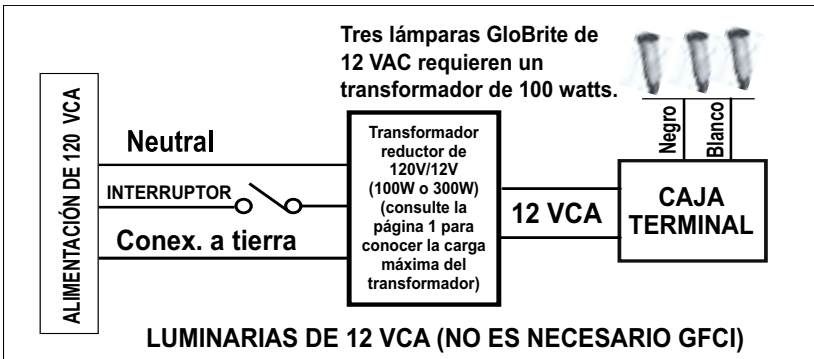 Tres lámparas GloBrite de
12 VAC requieren un
transformador de 100 watts.
ALIMENTACIÓN DE 120 VCA
Neutral
INTERRUPTOR
Conex. a tierra
Transformador
reductor de
120V/12V
(100W o 300W)
(consulte la
página 1 para
conocer la carga
máxima del
transformador)
12 VCA
Negro
Blanco
CAJA
TERMINAL
LUMINARIAS DE 12 VCA (NO ES NECESARIO GFCI)